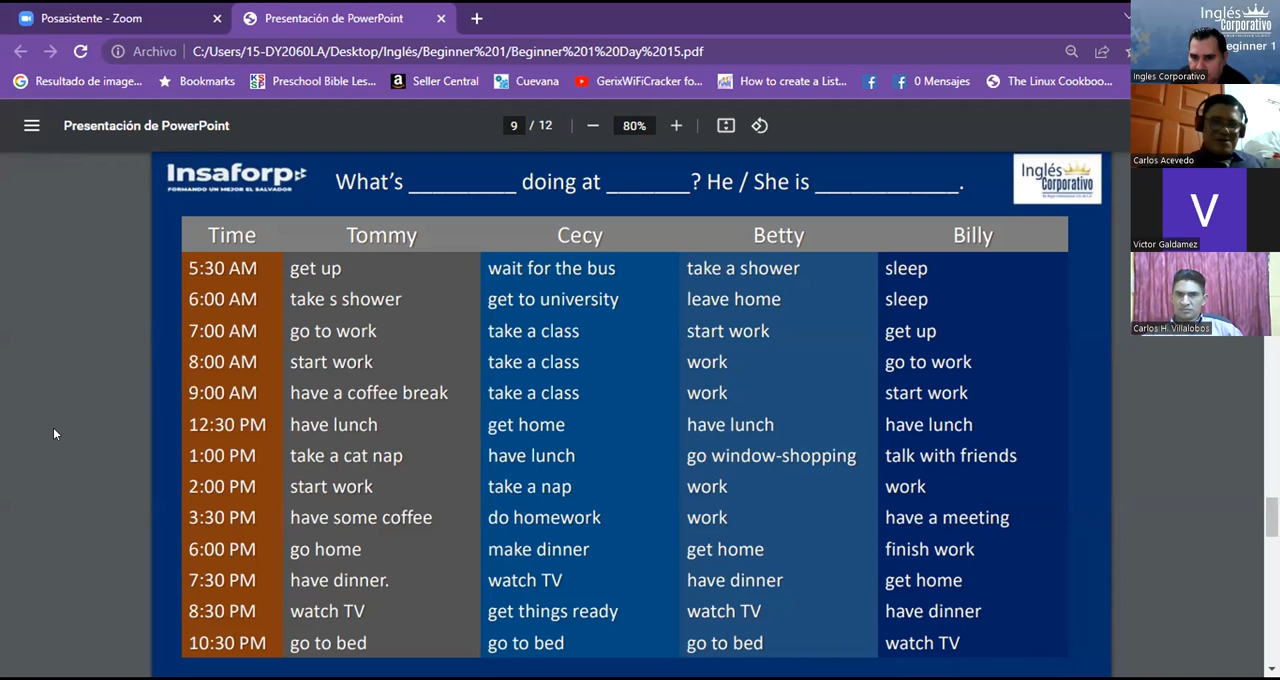 Posasistente - Zoom
Presentación de PowerPoint
Archivo C:/Users/15-DY2060LA/Desktop/Inglés/Beginner%201/Beginner%201%20Day%2015.pdf
Resultado de image... Bookmarks Preschool Bible Les... Seller Central Cuevana GerixWiFiCracker fo... How to create a List... 0 Mensajes The Linux Cookboo...
Presentación de PowerPoint 9 / 12 80%
Insaforp
FORMANDO UN MEJOR EL SALVADOR
What's __________ doing at ________? He / She is ______________.
Inglés
Corporativo
Time Tommy Cecy Betty Billy
5:30 AM get up wait for the bus take a shower sleep
6:00 AM take s shower get to university leave home sleep
7:00 AM go to work take a class start work get up
8:00 AM start work take a class work go to work
9:00 AM have a coffee break take a class work start work
12:30 PM have lunch get home have lunch have lunch
1:00 PM take a cat nap have lunch go window-shopping talk with friends
2:00 PM start work take a nap work work
3:30 PM have some coffee do homework work have a meeting
6:00 PM go home make dinner get home finish work
7:30 PM have dinner. watch TV have dinner get home
8:30 PM watch TV get things ready watch TV have dinner
10:30 PM go to bed go to bed go to bed watch TV
Inglés
Corporativo
eginner 1
Ingles Corporativo
Carlos Acevedo
V
Victor Galdamez
Carlos H. Villalobos